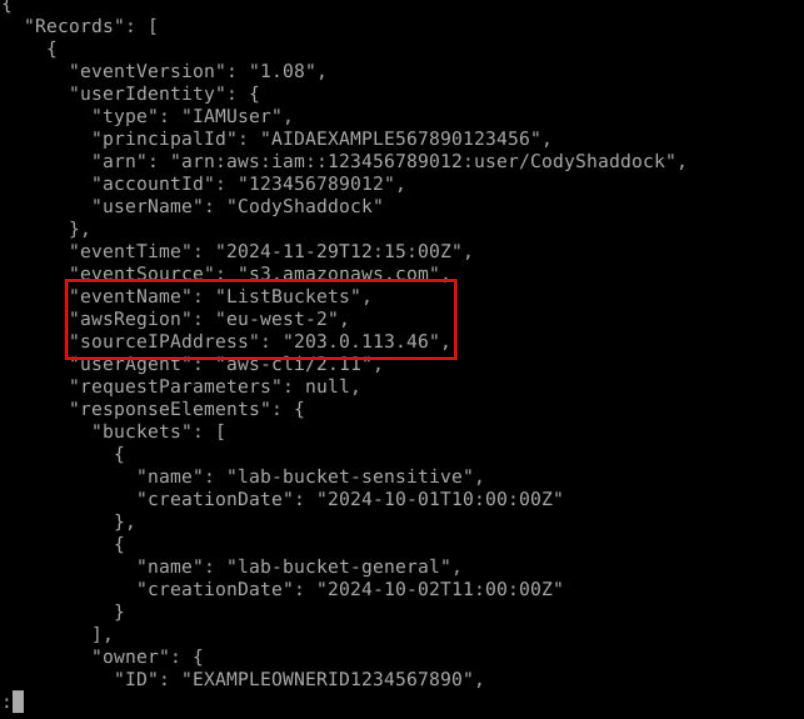 {
"Records": [
{
"eventVersion": "1.08",
"userIdentity": {
"type": "IAMUser",
"principalId": "AIDAEXAMPLE567890123456",
"arn": "arn:aws:iam::123456789012:user/CodyShaddock",
"accountId": "123456789012",
"userName": "CodyShaddock"
},
"eventTime": "2024-11-29T12:15:00Z",
"eventSource": "s3.amazonaws.com",
"eventName": "ListBuckets",
"awsRegion": "eu-west-2",
"sourceIPAddress": "203.0.113.46",
"userAgent": "aws-cli/2.11",
"requestParameters": null,
"responseElements": {
"buckets": [
{
"name": "lab-bucket-sensitive",
"creationDate": "2024-10-01T10:00:00Z"
},
{
"name": "lab-bucket-general",
"creationDate": "2024-10-02T11:00:00Z"
}
],
"owner": {
"ID": "EXAMPLEOWNERID1234567890",
: